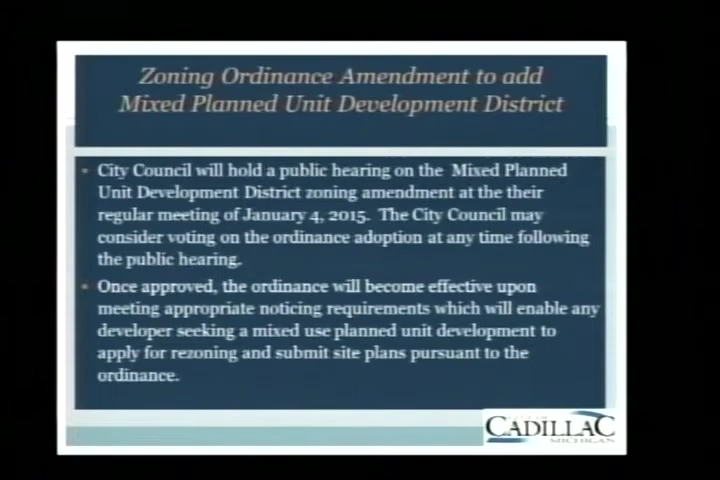 Zoning Ordinance Amendment to add
Mixed Planned Unit Development District
City Council will hold a public hearing on the Mixed Planned
Unit Development District zoning amendment at the their
regular meeting of January 4, 2015. The City Council may
consider voting on the ordinance adoption at any time following
the public hearing.
Once approved, the ordinance will become effective upon
meeting appropriate noticing requirements which will enable any
developer seeking a mixed use planned unit development to
apply for rezoning and submit site plans pursuant to the
ordinance.
CADILLAC
MICHIGAN